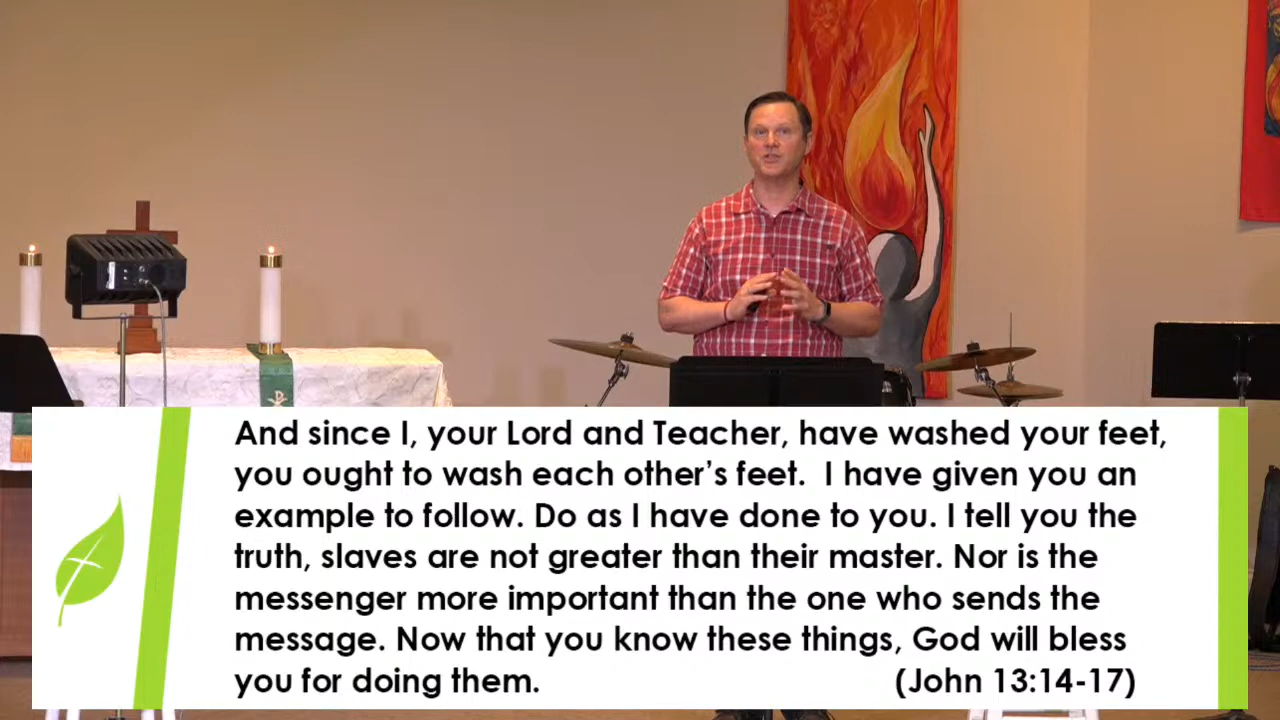 And since I, your Lord and Teacher, have washed your feet,
you ought to wash each other’s feet.  I have given you an
example to follow. Do as I have done to you. I tell you the
truth, slaves are not greater than their master. Nor is the
messenger more important than the one who sends the
message. Now that you know these things, God will bless
you for doing them. (John 13:14-17)